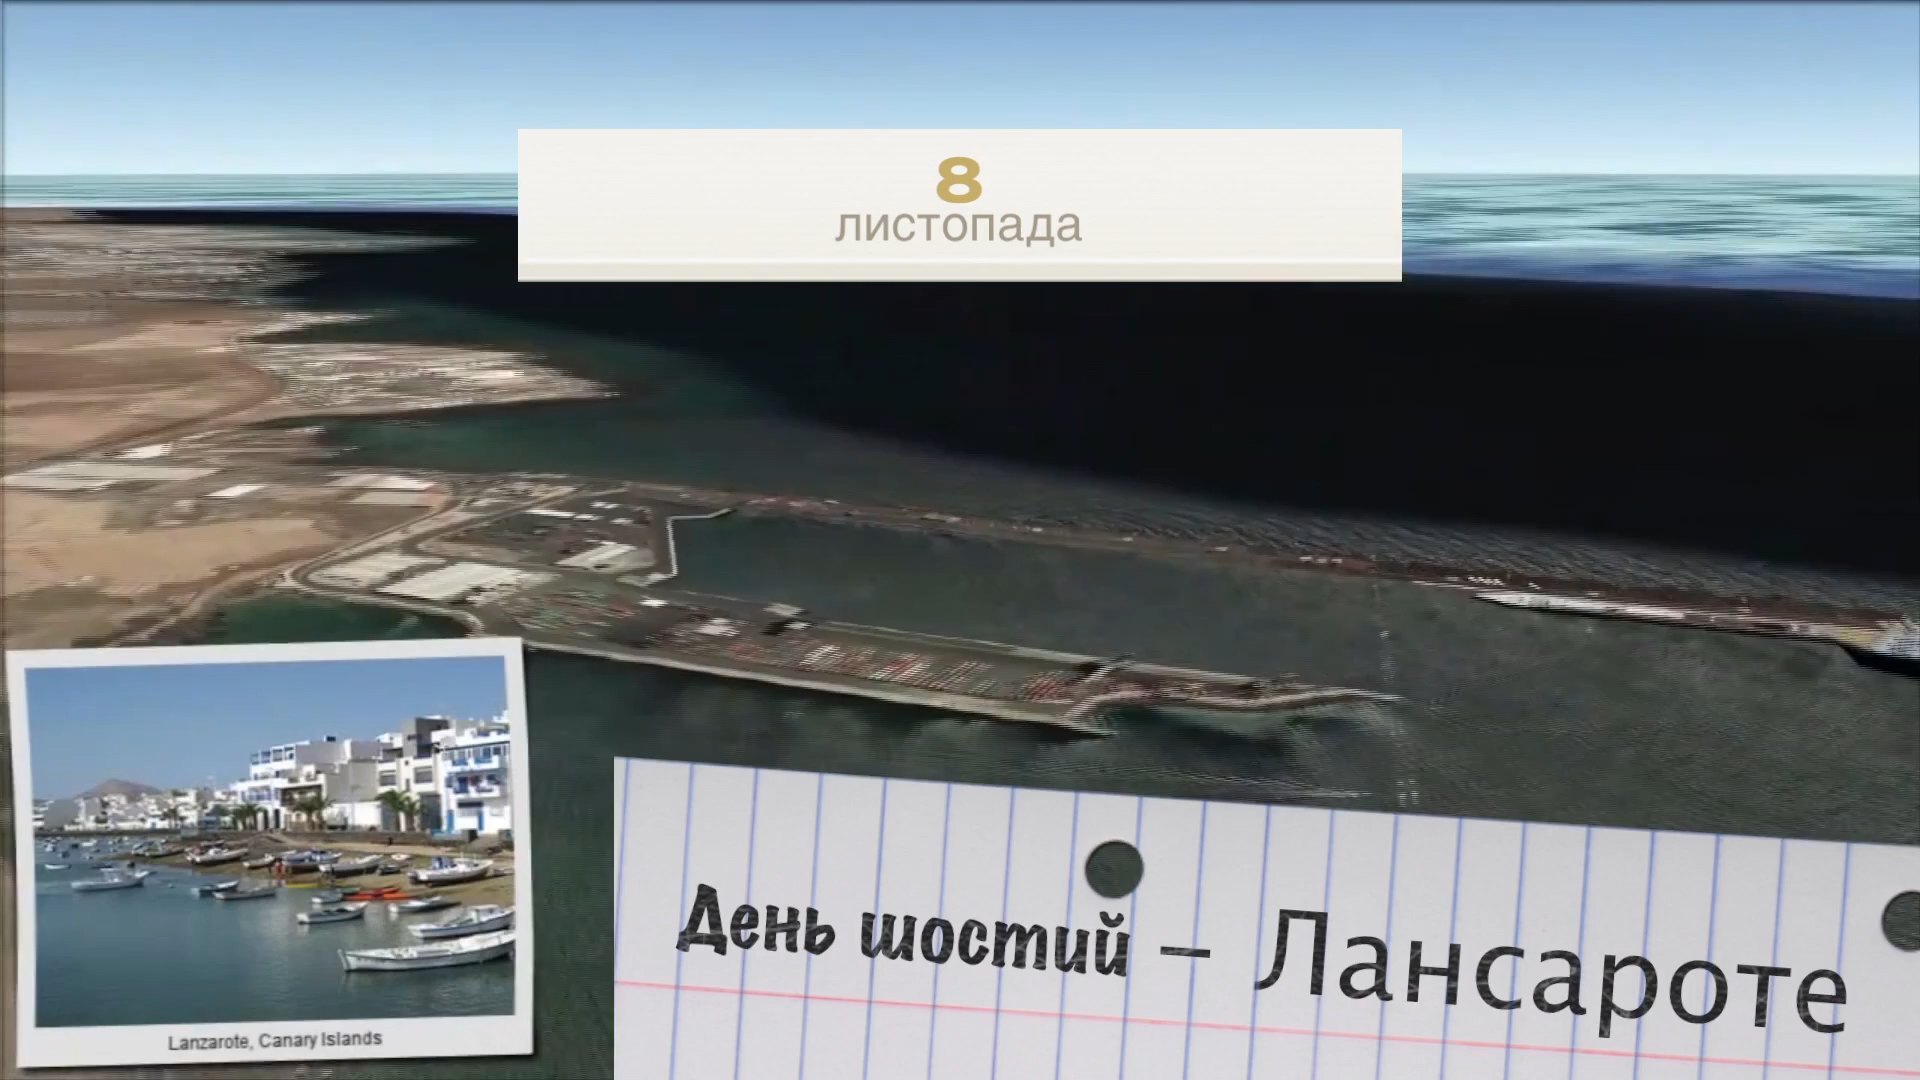 8
листопада
День шостий – Лансароте
Lanzarote, Canary Islands